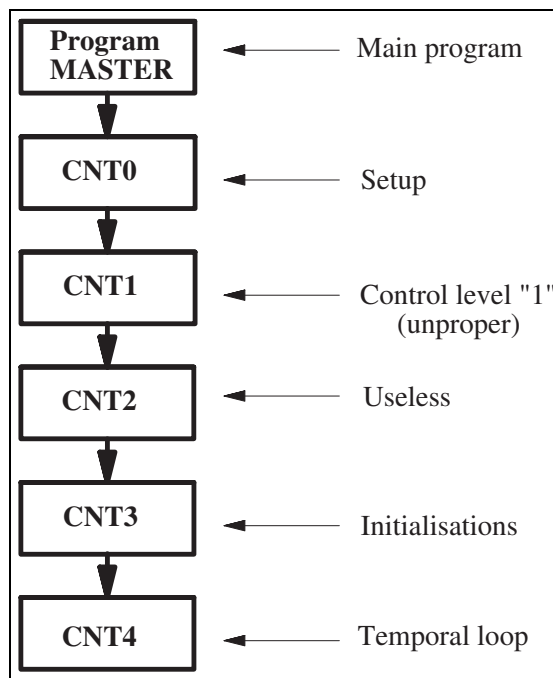 Program
MASTER
Main program
CNT0
Setup
CNT1
Control level "1"
(unproper)
CNT2
Useless
CNT3
Initialisations
CNT4
Temporal loop